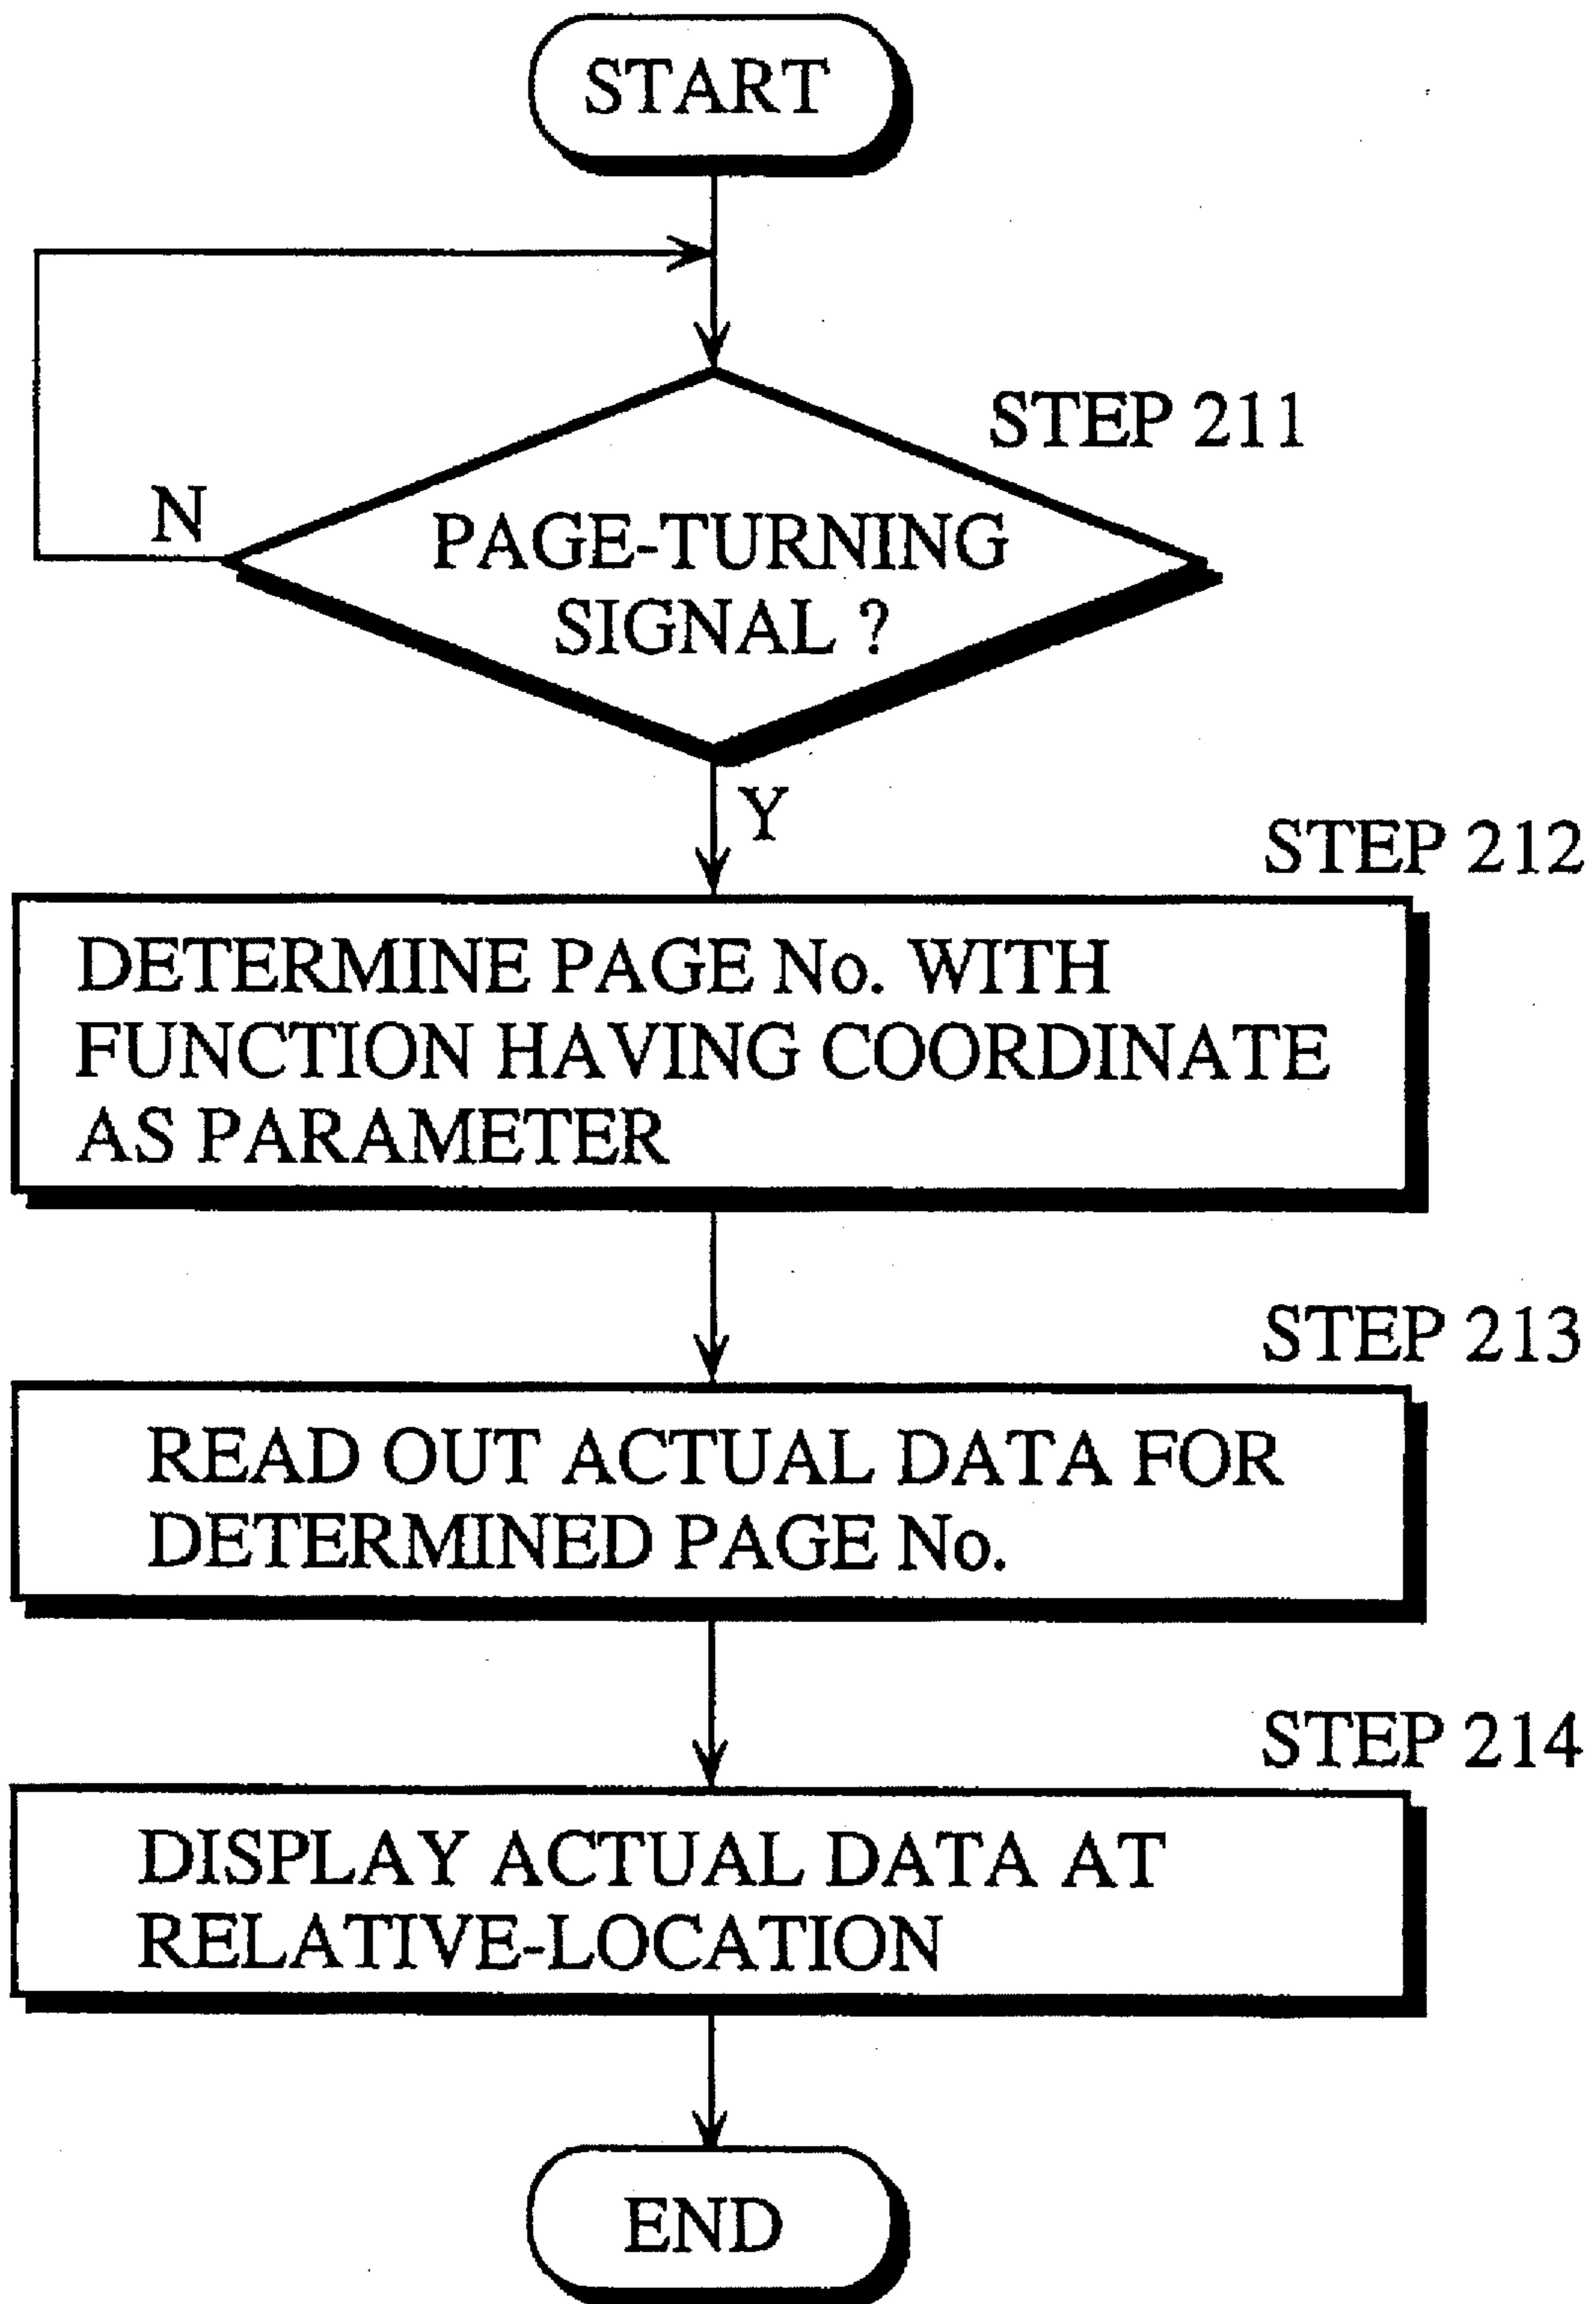 START
STEP 211
N
PAGE-TURNING
SIGNAL ?
Y
STEP 212
DETERMINE PAGE No. WITH
FUNCTION HAVING COORDINATE
AS PARAMETER
STEP 213
READ OUT ACTUAL DATA FOR
DETERMINED PAGE No.
STEP 214
DISPLAY ACTUAL DATA AT
RELATIVE-LOCATION
END